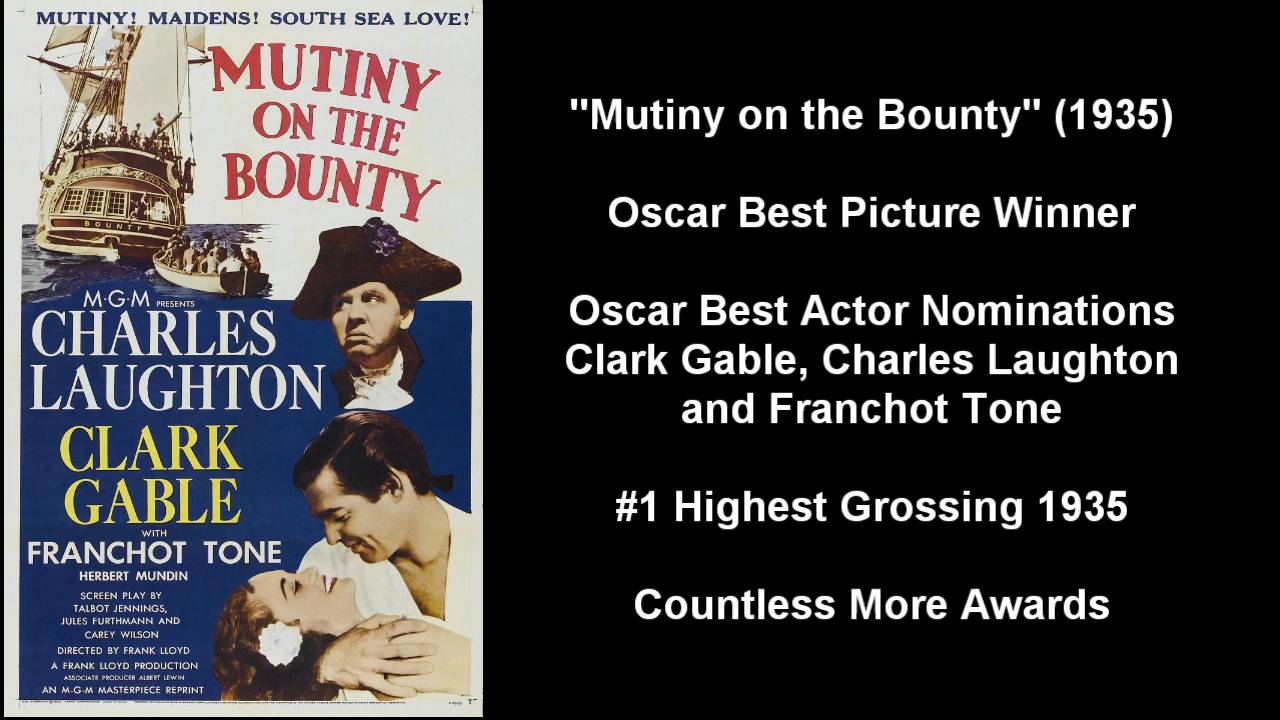 MUTINY! MAIDENS! SOUTH SEA LOVE!
MUTINY
ON THE
BOUNTY
BOUNTY
M·G·M PRESENTS
CHARLES
LAUGHTON
CLARK
GABLE
WITH
FRANCHOT TONE
HERBERT MUNDIN
SCREEN PLAY BY
TALBOT JENNINGS,
JULES FURTHMANN AND
CAREY WILSON
DIRECTED BY FRANK LLOYD
A FRANK LLOYD PRODUCTION
ASSOCIATE PRODUCER ALBERT LEWIN
AN M-G-M MASTERPIECE REPRINT
"Mutiny on the Bounty" (1935)
Oscar Best Picture Winner
Oscar Best Actor Nominations
Clark Gable, Charles Laughton
and Franchot Tone
#1 Highest Grossing 1935
Countless More Awards